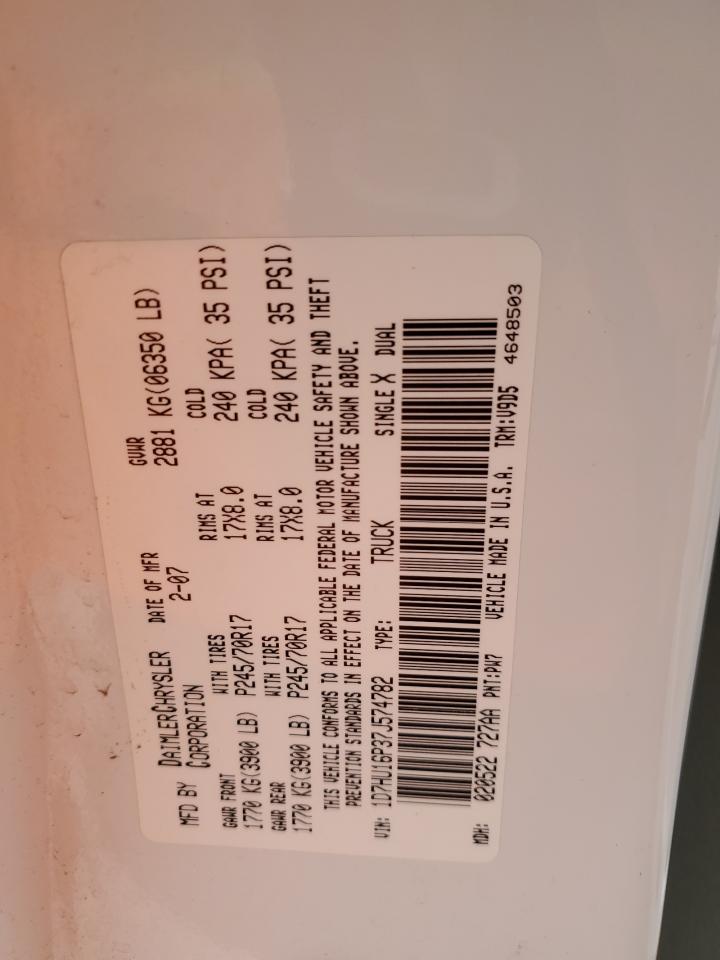 MFD BY DAIMLERCHRYSLER CORPORATION DATE OF MFR 2-07 GVWR 2881 KG(06350 LB)
GAWR FRONT WITH TIRES RIMS AT COLD
1770 KG(3900 LB) P245/70R17 17X8.0 240 KPA( 35 PSI)
GAWR REAR WITH TIRES RIMS AT COLD
1770 KG(3900 LB) P245/70R17 17X8.0 240 KPA( 35 PSI)
THIS VEHICLE CONFORMS TO ALL APPLICABLE FEDERAL MOTOR VEHICLE SAFETY AND THEFT
PREVENTION STANDARDS IN EFFECT ON THE DATE OF MANUFACTURE SHOWN ABOVE.
VIN: 1D7HU16P37J574782 TYPE: TRUCK SINGLE X DUAL
MDH: 020522 727AA PNT:PW7 VEHICLE MADE IN U.S.A. TRM:V9D5 4648503